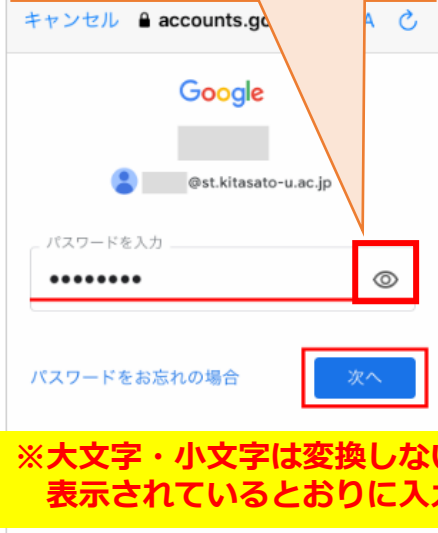 キャンセル accounts.go A
Google
@st.kitasato-u.ac.jp
パスワードを入力
••••••••
パスワードをお忘れの場合 次へ
※大文字・小文字は変換しない
表示されているとおりに入